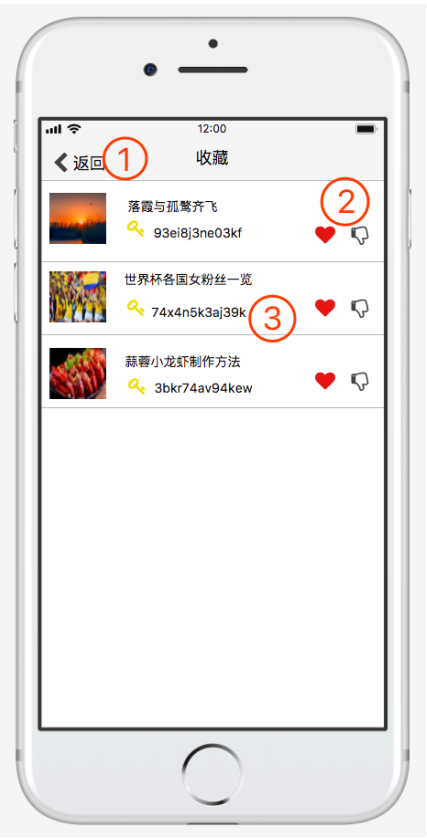 12:00
返回
①
收藏
②
落霞与孤鹜齐飞
93ei8j3ne03kf
世界杯各国女粉丝一览
74x4n5k3aj39k
③
蒜蓉小龙虾制作方法
3bkr74av94kew